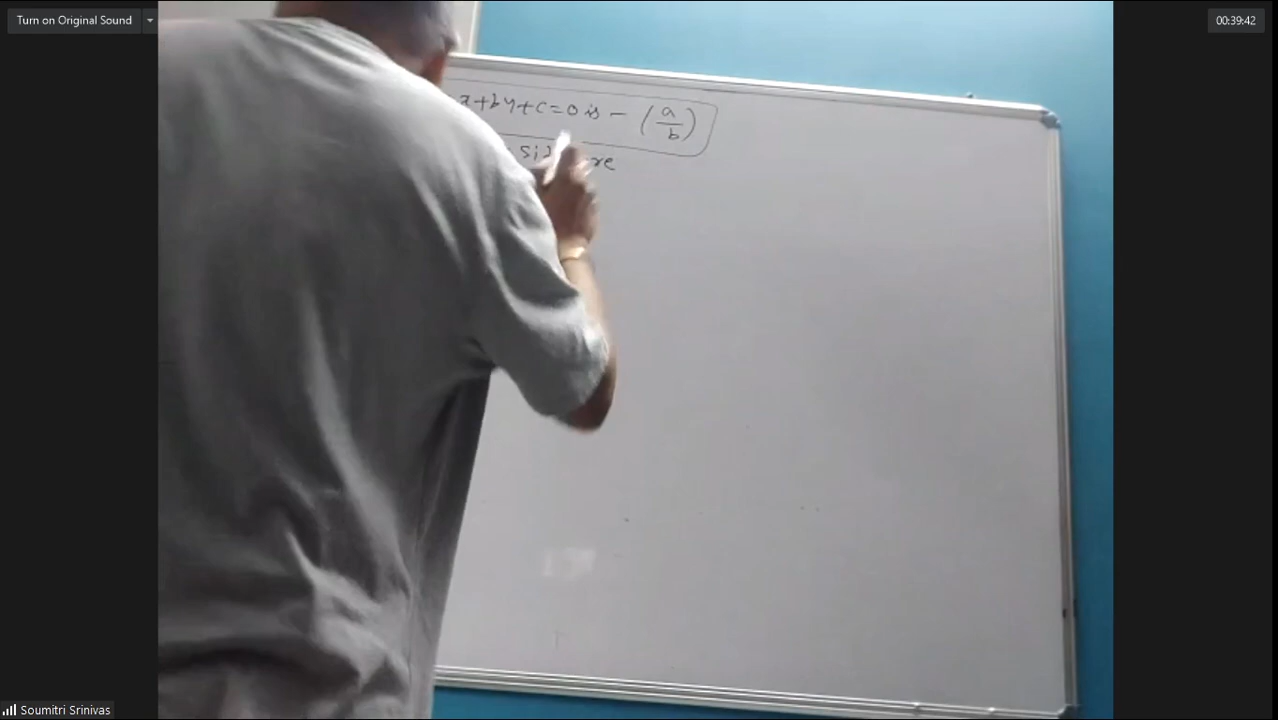 Turn on Original Sound
00:39:42
x+by+c=0 is - (a/b)
Soumitri Srinivas